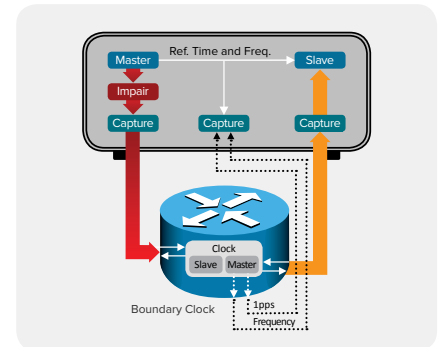 Ref. Time and Freq.
Master
Slave
Impair
Capture
Capture
Capture
Clock
Slave
Master
Boundary Clock
1pps
Frequency